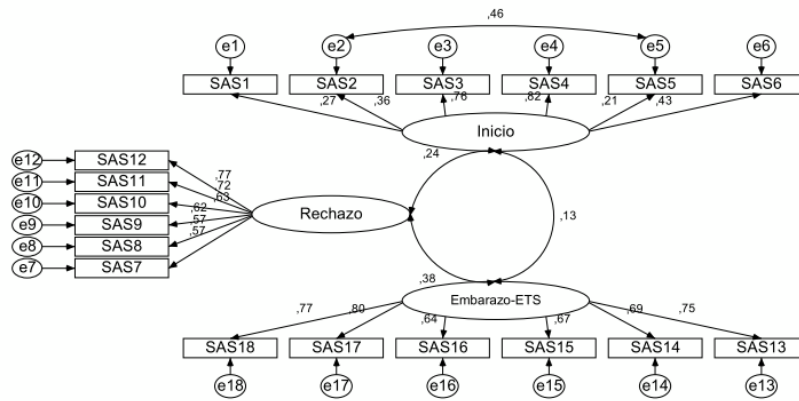 ,46
e1 e2 e3 e4 e5 e6
SAS1 SAS2 SAS3 SAS4 SAS5 SAS6
,27 ,36 ,78 ,82 ,21 ,43
Inicio
,24
e12 SAS12
e11 SAS11
e10 SAS10
e9 SAS9
e8 SAS8
e7 SAS7
,77
,72
,63
,62
,57
,57
Rechazo
,13
,38
Embarazo-ETS
,77 ,80 ,64 ,67 ,69 ,75
SAS18 SAS17 SAS16 SAS15 SAS14 SAS13
e18 e17 e16 e15 e14 e13